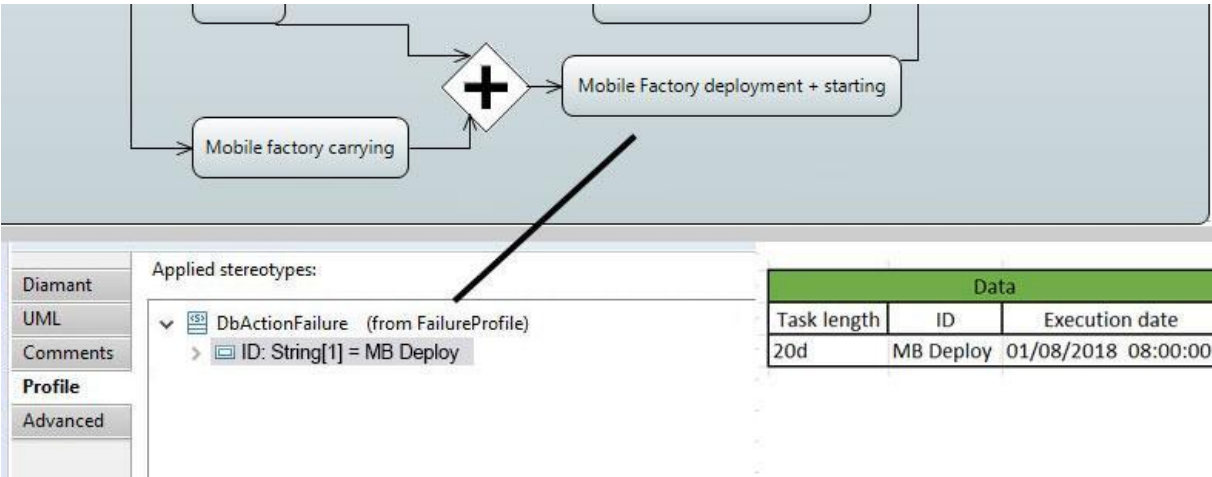 Mobile Factory deployment + starting
Mobile factory carrying
Diamant
UML
Comments
Profile
Advanced
Applied stereotypes:
DbActionFailure (from FailureProfile)
ID: String[1] = MB Deploy
Data
Task length ID Execution date
20d MB Deploy 01/08/2018 08:00:00